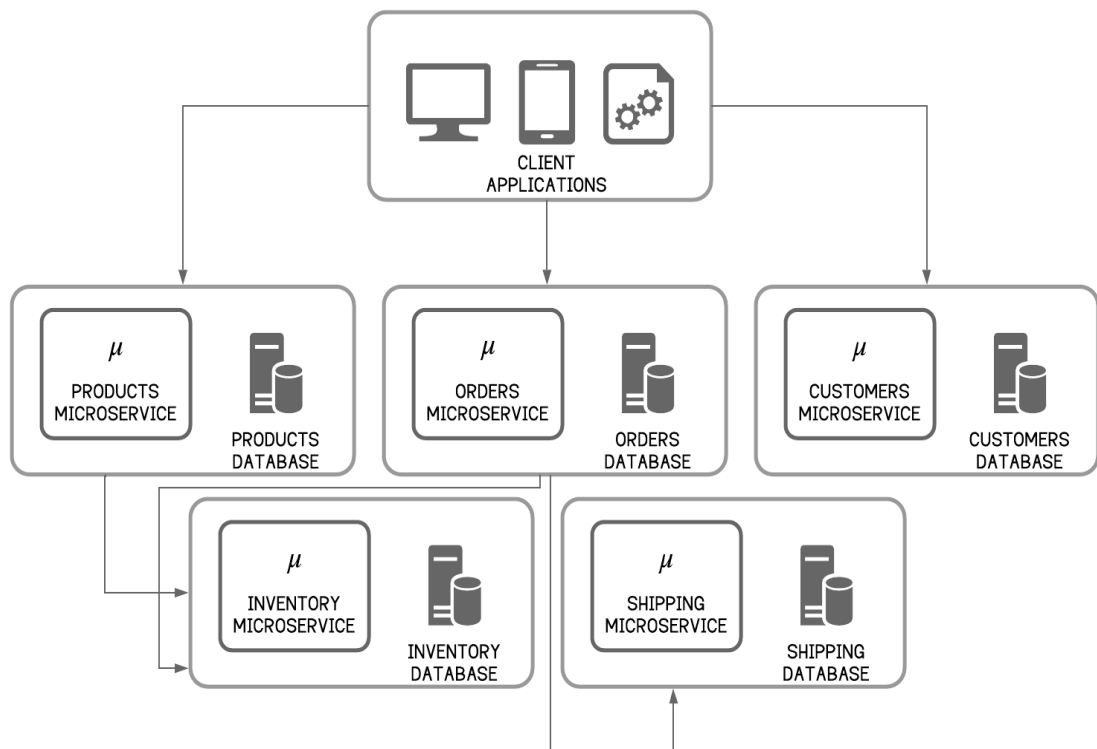 CLIENT
APPLICATIONS
μ
PRODUCTS
MICROSERVICE
PRODUCTS
DATABASE
μ
ORDERS
MICROSERVICE
ORDERS
DATABASE
μ
CUSTOMERS
MICROSERVICE
CUSTOMERS
DATABASE
μ
INVENTORY
MICROSERVICE
INVENTORY
DATABASE
μ
SHIPPING
MICROSERVICE
SHIPPING
DATABASE